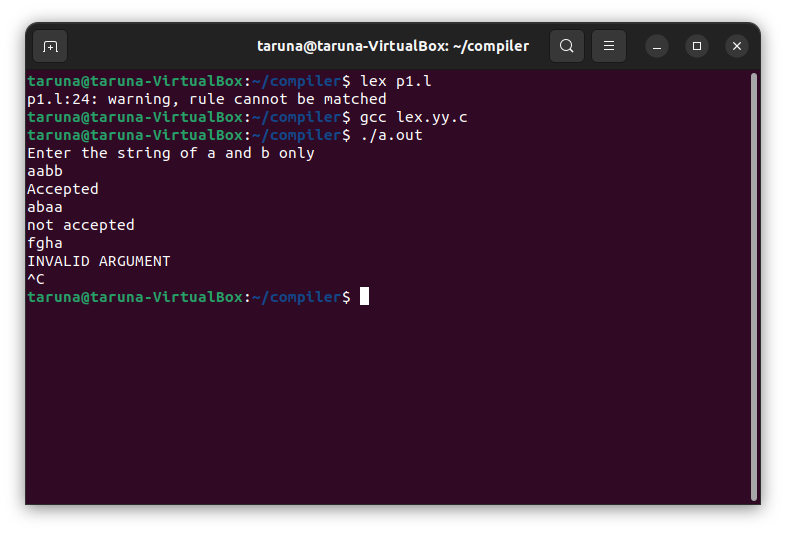 taruna@taruna-VirtualBox: ~/compiler
taruna@taruna-VirtualBox:~/compiler$ lex p1.l
p1.l:24: warning, rule cannot be matched
taruna@taruna-VirtualBox:~/compiler$ gcc lex.yy.c
taruna@taruna-VirtualBox:~/compiler$ ./a.out
Enter the string of a and b only
aabb
Accepted
abaa
not accepted
fgha
INVALID ARGUMENT
^C
taruna@taruna-VirtualBox:~/compiler$